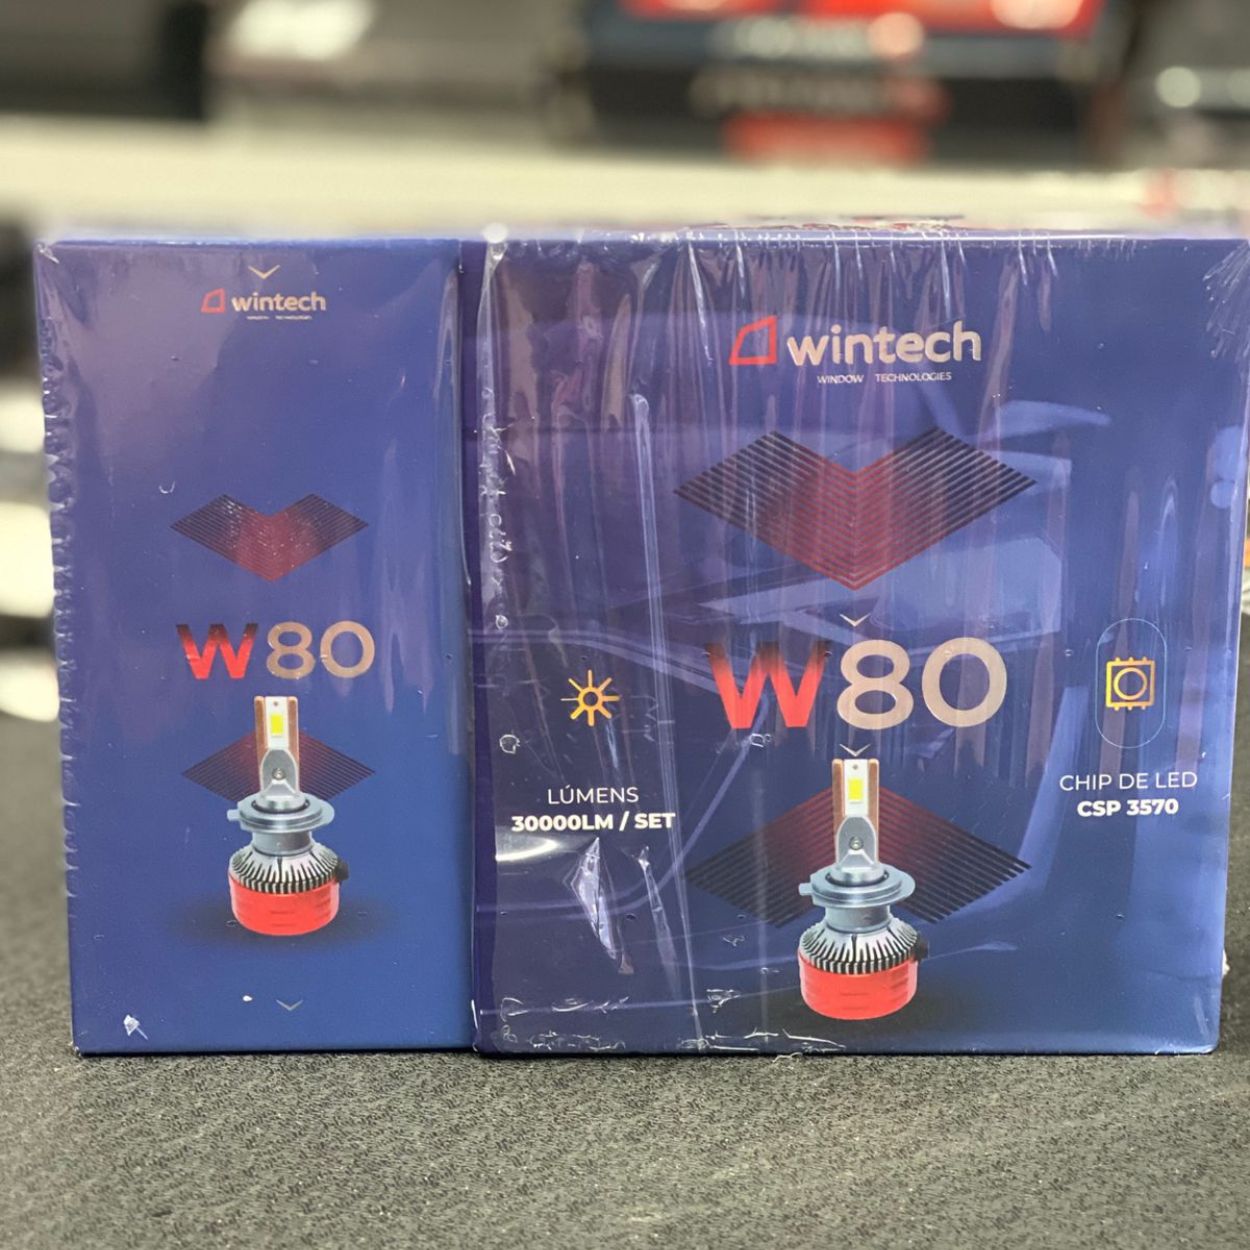 wintech
W80
wintech
WINDOW TECHNOLOGIES
W80
LÚMENS
30000LM / SET
CHIP DE LED
CSP 3570